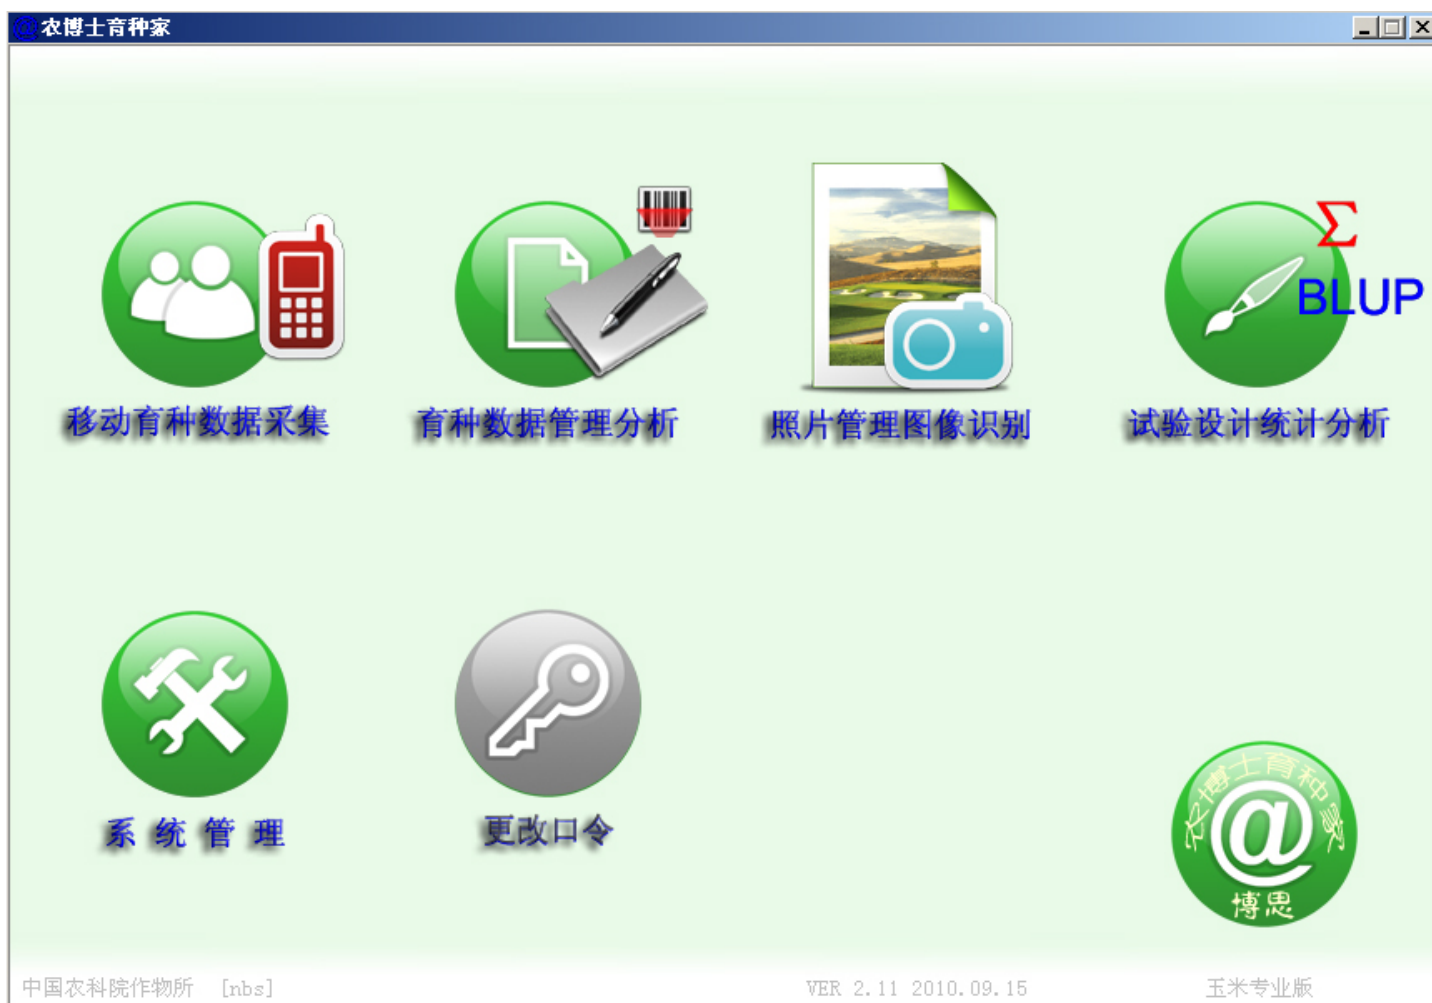 农博士育种家
Σ
BLUP
移动育种数据采集
育种数据管理分析
照片管理图像识别
试验设计统计分析
系统管理
更改口令
农博士育种家
@
博思
中国农科院作物所 [nbs]
VER 2.11 2010.09.15
玉米专业版